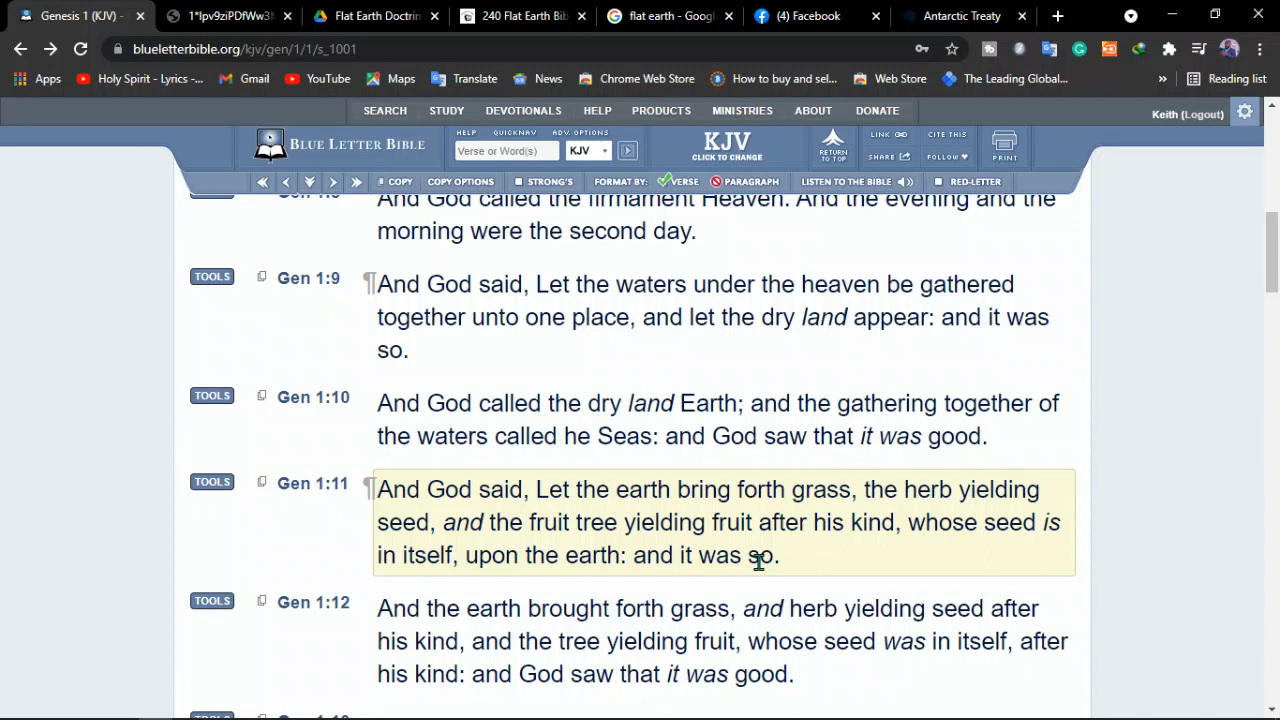 Genesis 1 (KJV) -
1*lpv9ziPDfWw3h
Flat Earth Doctrin
240 Flat Earth Bib
flat earth - Googl
(4) Facebook
Antarctic Treaty
blueletterbible.org/kjv/gen/1/1/s_1001
Apps
Holy Spirit - Lyrics -...
Gmail
YouTube
Maps
Translate
News
Chrome Web Store
How to buy and sel...
Web Store
The Leading Global...
»
Reading list
SEARCH STUDY DEVOTIONALS HELP PRODUCTS MINISTRIES ABOUT DONATE
Keith (Logout)
BLUE LETTER BIBLE
HELP QUICKNAV ADV. OPTIONS
Verse or Word(s)
KJV
KJV
CLICK TO CHANGE
RETURN
TO TOP
LINK
CITE THIS
SHARE
FOLLOW
PRINT
COPY COPY OPTIONS STRONG'S FORMAT BY: VERSE PARAGRAPH LISTEN TO THE BIBLE RED-LETTER
And God called the firmament Heaven. And the evening and the
morning were the second day.
TOOLS Gen 1:9 ¶And God said, Let the waters under the heaven be gathered
together unto one place, and let the dry land appear: and it was
so.
TOOLS Gen 1:10 And God called the dry land Earth; and the gathering together of
the waters called he Seas: and God saw that it was good.
TOOLS Gen 1:11 ¶And God said, Let the earth bring forth grass, the herb yielding
seed, and the fruit tree yielding fruit after his kind, whose seed is
in itself, upon the earth: and it was so.
TOOLS Gen 1:12 And the earth brought forth grass, and herb yielding seed after
his kind, and the tree yielding fruit, whose seed was in itself, after
his kind: and God saw that it was good.